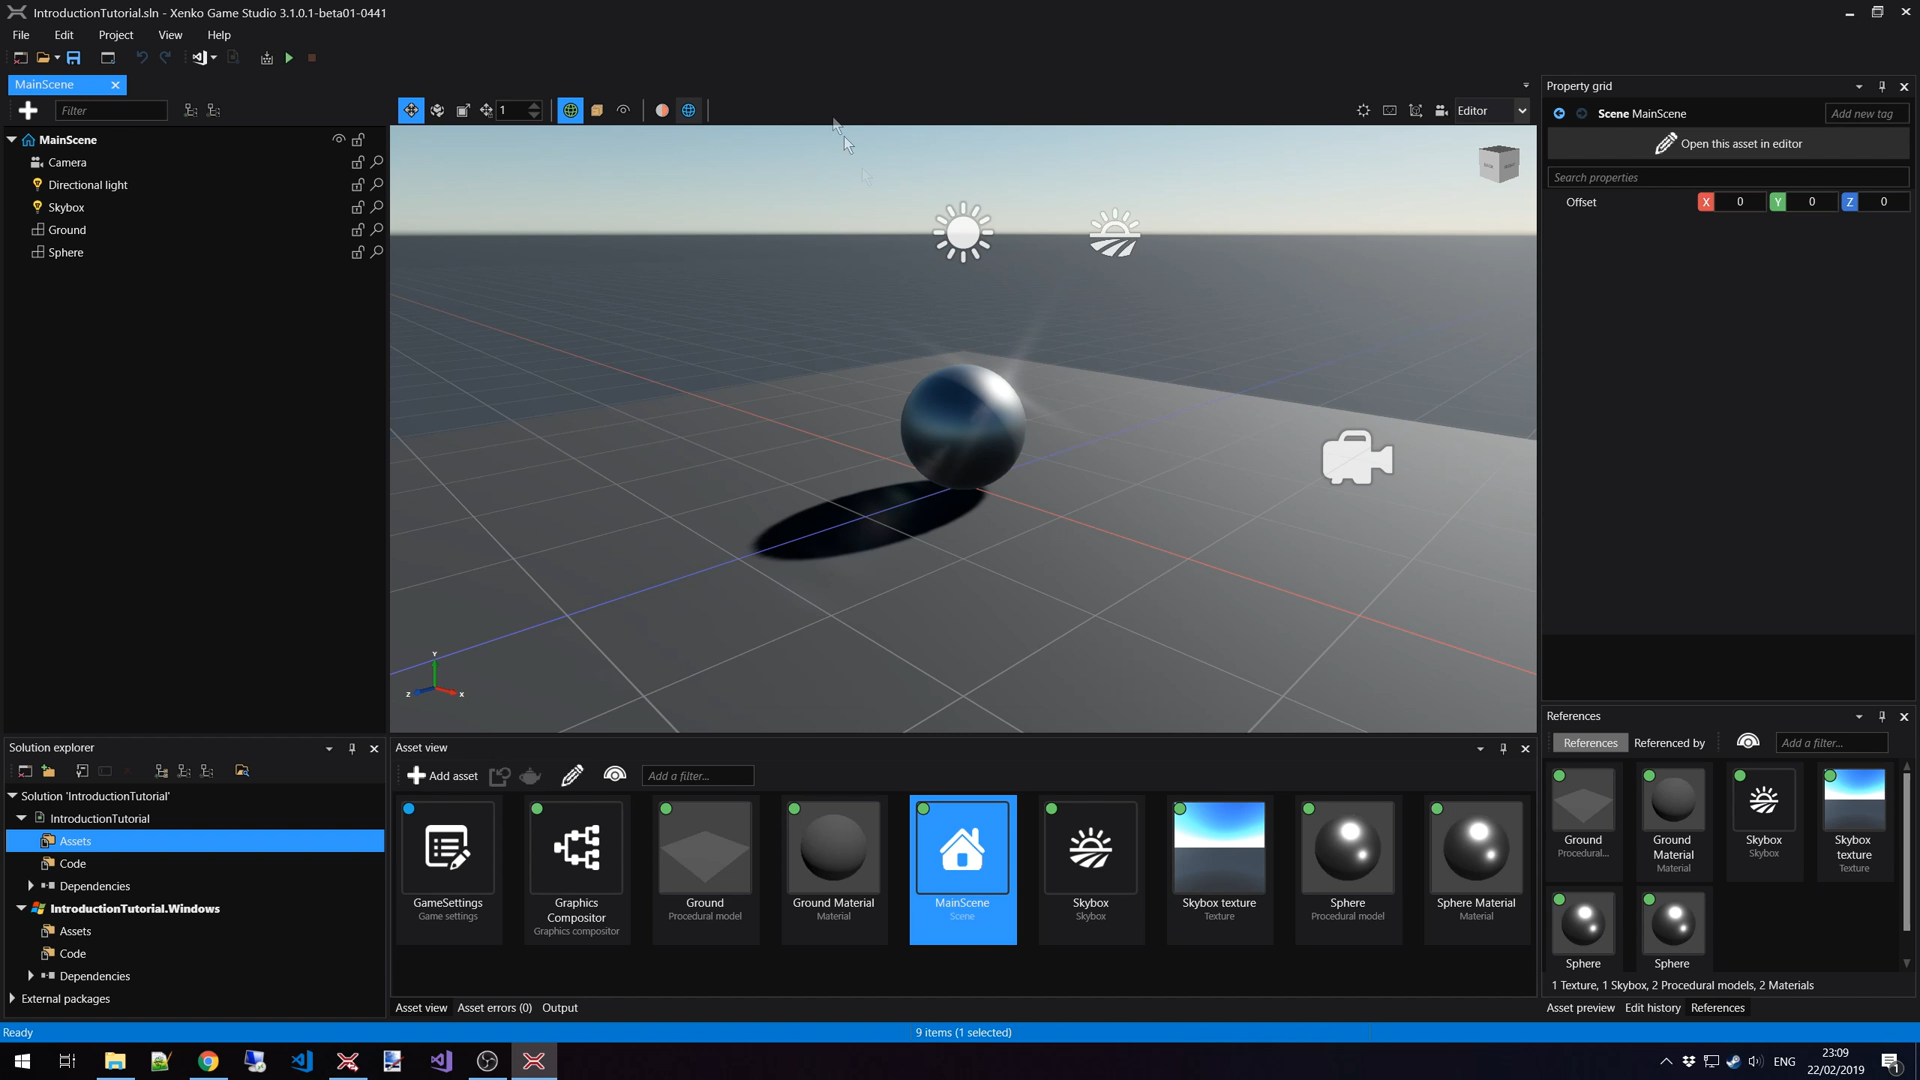 IntroductionTutorial.sln - Xenko Game Studio 3.1.0.1-beta01-0441
File Edit Project View Help
MainScene
Filter
1
Editor
MainScene
Camera
Directional light
Skybox
Ground
Sphere
Y
Z
X
Property grid
Scene MainScene
Add new tag
Open this asset in editor
Search properties
Offset X 0 Y 0 Z 0
Solution explorer
Solution 'IntroductionTutorial'
IntroductionTutorial
Assets
Code
Dependencies
IntroductionTutorial.Windows
Assets
Code
Dependencies
External packages
Asset view
Add asset
Add a filter...
GameSettings
Game settings
Graphics
Compositor
Graphics compositor
Ground
Procedural model
Ground Material
Material
MainScene
Scene
Skybox
Skybox
Skybox texture
Texture
Sphere
Procedural model
Sphere Material
Material
Asset view Asset errors (0) Output
References
References Referenced by
Add a filter...
Ground
Procedural...
Ground
Material
Material
Skybox
Skybox
Skybox
texture
Texture
Sphere
Sphere
1 Texture, 1 Skybox, 2 Procedural models, 2 Materials
Asset preview Edit history References
Ready
9 items (1 selected)
ENG
23:09
22/02/2019
1